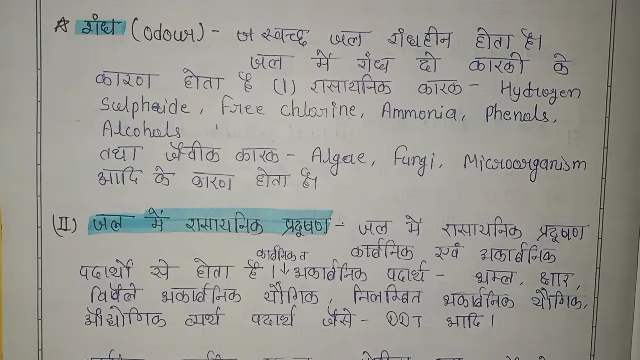 ☆ गंध (Odour) - स्वच्छ जल गंधहीन होता है।
जल में गंध दो कारकों के
कारण होता है (1) रासायनिक कारक - Hydrogen
Sulpheide, Free chlorine, Ammonia, Phenols,
Alcohols
तथा जैवीक कारक - Algae, Fungi, Microorganism
आदि के कारण होता है।
(II) जल में रासायनिक प्रदूषण - जल में रासायनिक प्रदूषण
कार्बनिक एवं अकार्बनिक
पदार्थो से होता है। ↓ अकार्बनिक पदार्थ - अम्ल, क्षार,
विषैले अकार्बनिक यौगिक, निलम्बित अकार्बनिक यौगिक,
औद्योगिक व्यर्थ पदार्थ जैसे - DDT आदि।